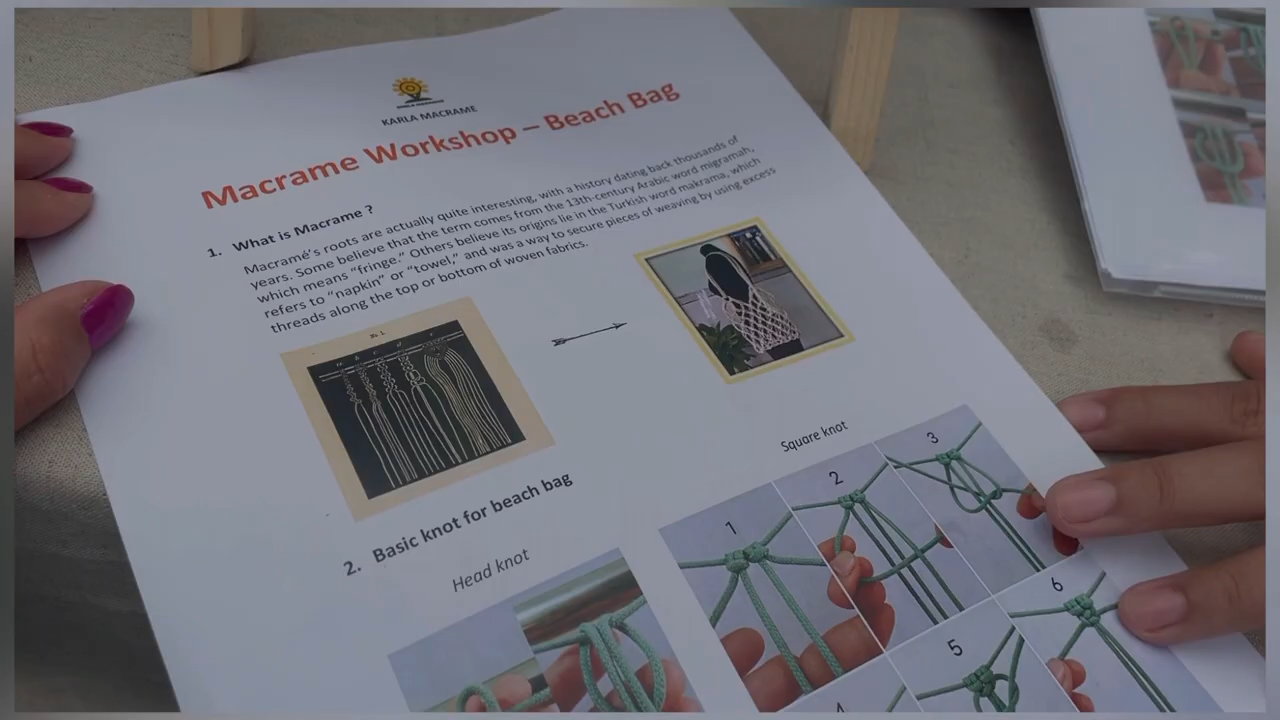 KARLA MACRAME
Macrame Workshop – Beach Bag
1. What is Macrame ?
Macramé's roots are actually quite interesting, with a history dating back thousands of
years. Some believe that the term comes from the 13th-century Arabic word migramah,
which means "fringe." Others believe its origins lie in the Turkish word makrama, which
refers to "napkin" or "towel," and was a way to secure pieces of weaving by using excess
threads along the top or bottom of woven fabrics.
2. Basic knot for beach bag
Head knot
Square knot
1
2
3
4
5
6